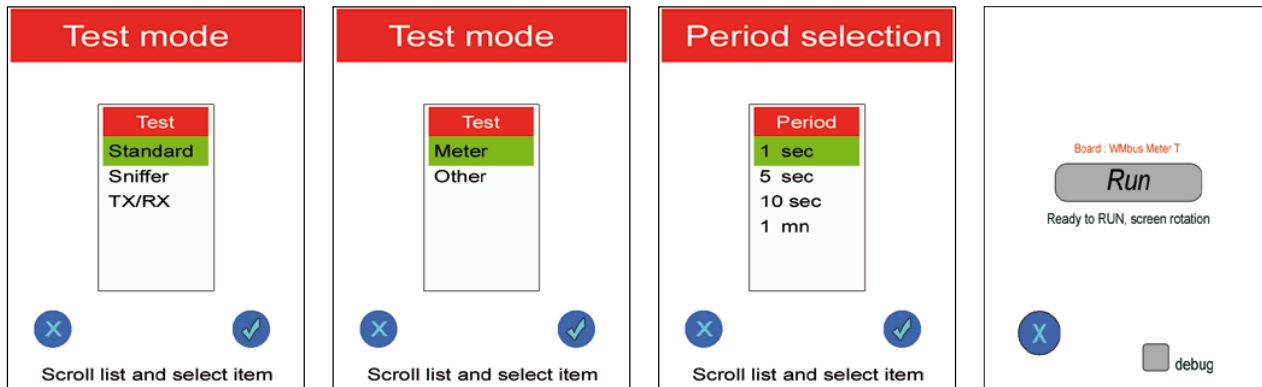 Test mode
Test
Standard
Sniffer
TX/RX
X
Scroll list and select item
Test mode
Test
Meter
Other
X
Scroll list and select item
Period selection
Period
1 sec
5 sec
10 sec
1 mn
X
Scroll list and select item
Board : WMbus Meter T
Run
Ready to RUN, screen rotation
X
debug